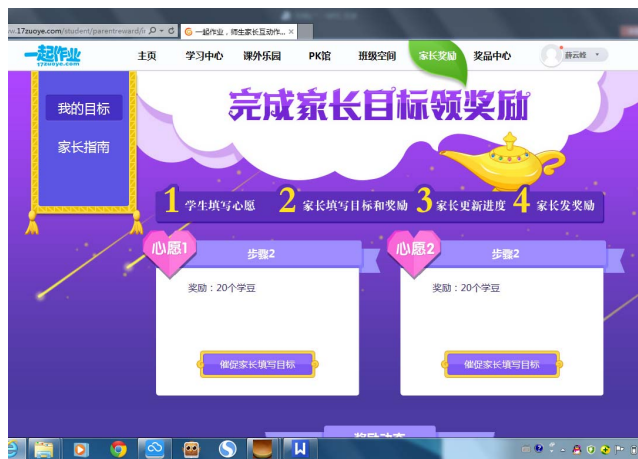 17zuoye.com/student/parentreward/i
一起作业，师生家长互动作...
一起作业
17zuoye.com
主页 学习中心 课外乐园 PK馆 班级空间 家长奖励 奖品中心 薛云峰
我的目标
家长指南
完成家长目标领奖励
1 学生填写心愿 2 家长填写目标和奖励 3 家长更新进度 4 家长发奖励
心愿1 步骤2
奖励：20个学豆
催促家长填写目标
心愿2 步骤2
奖励：20个学豆
催促家长填写目标
奖励动态